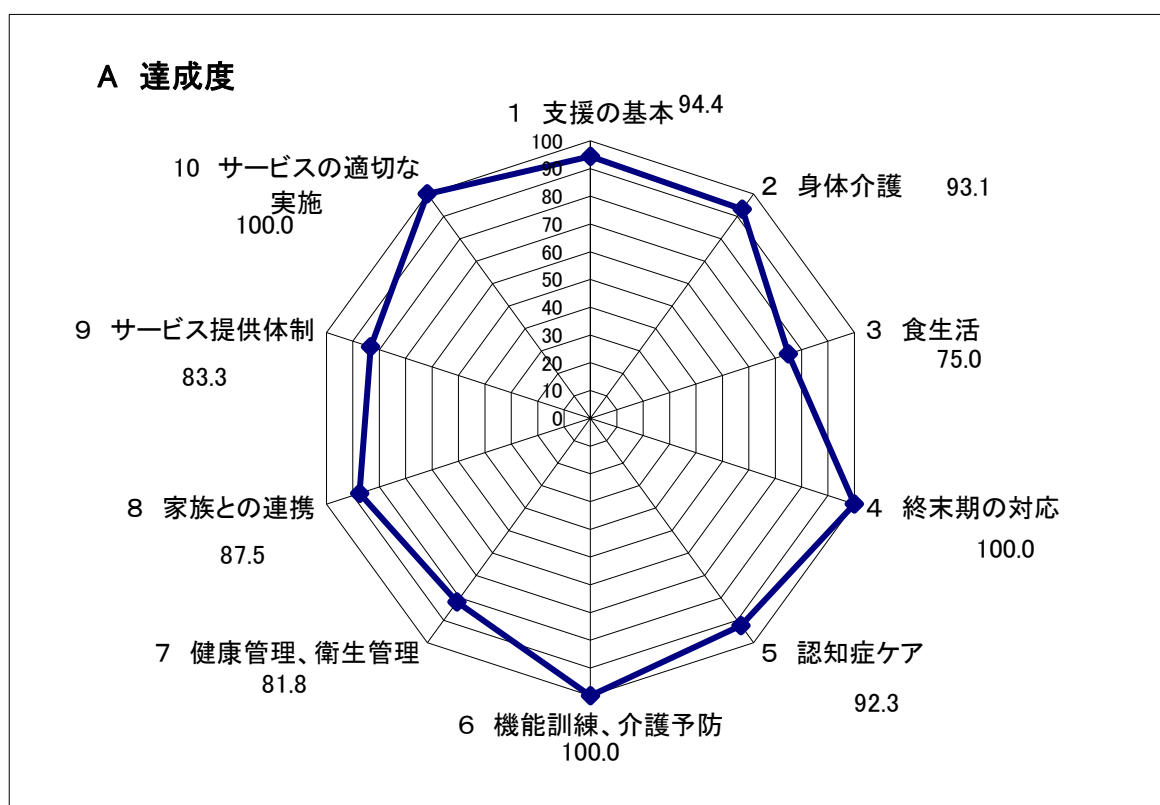 A 達成度
1 支援の基本 94.4
2 身体介護 93.1
3 食生活
75.0
4 終末期の対応
100.0
5 認知症ケア
92.3
6 機能訓練、介護予防
100.0
7 健康管理、衛生管理
81.8
8 家族との連携
87.5
9 サービス提供体制
83.3
10 サービスの適切な
実施
100.0
100
90
80
70
60
50
40
30
20
10
0